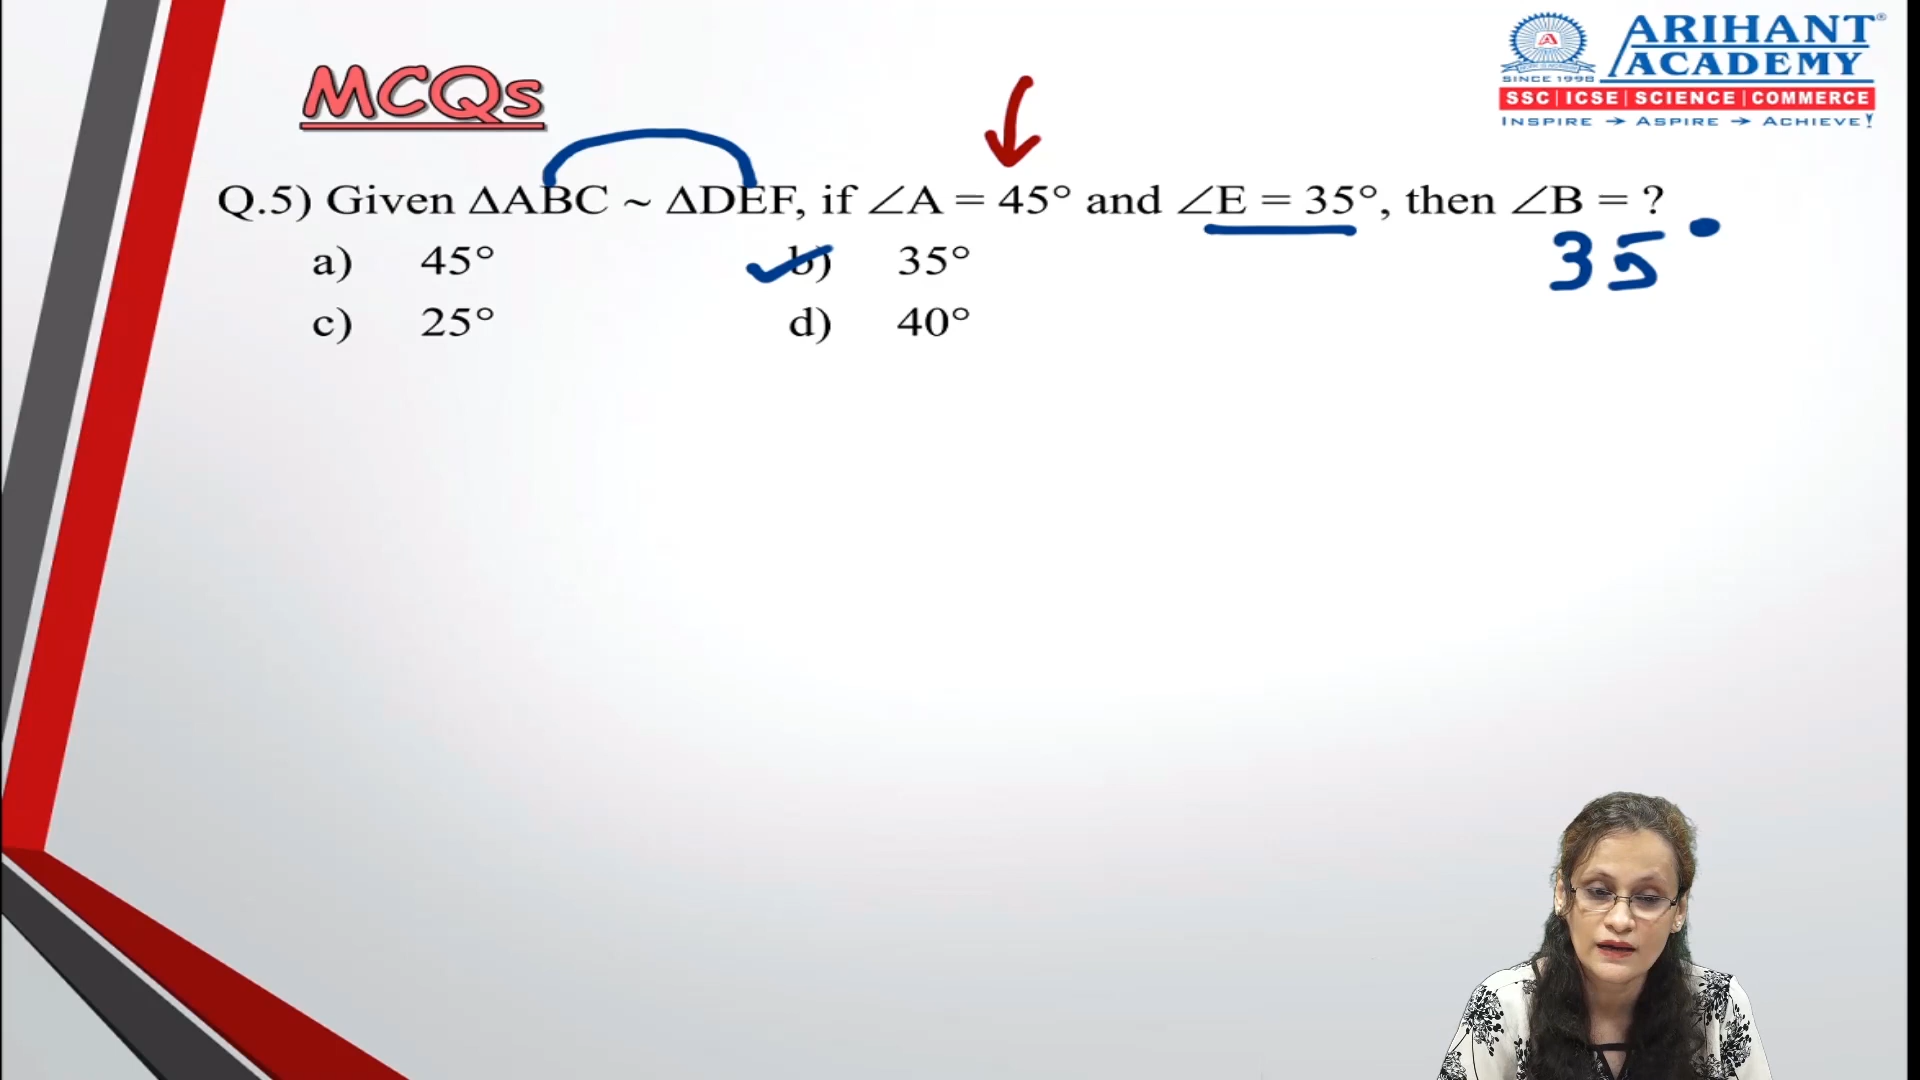 ARIHANT ACADEMY
SINCE 1998
SSC | ICSE | SCIENCE | COMMERCE
INSPIRE → ASPIRE → ACHIEVE!
MCQs
Q.5) Given ΔABC ~ ΔDEF, if ∠A = 45° and ∠E = 35°, then ∠B = ?
35°
a) 45° b) 35°
c) 25° d) 40°